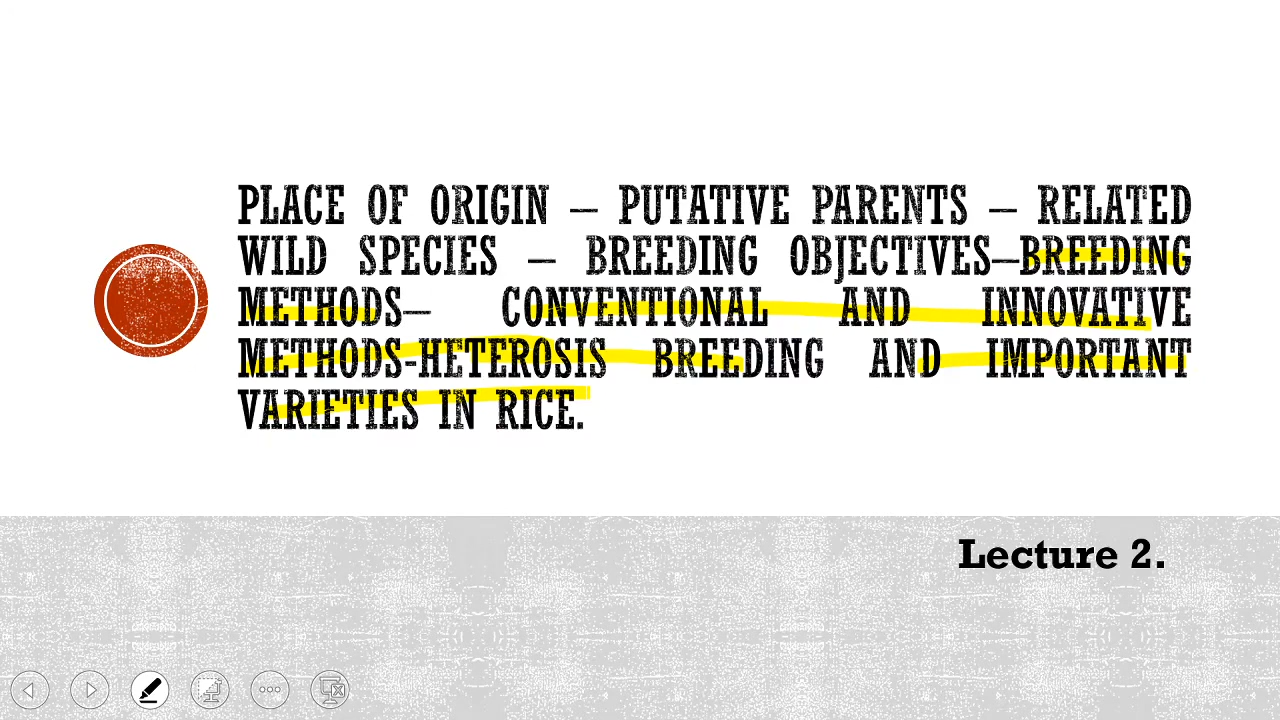 PLACE OF ORIGIN – PUTATIVE PARENTS – RELATED
WILD SPECIES – BREEDING OBJECTIVES–BREEDING
METHODS– CONVENTIONAL AND INNOVATIVE
METHODS-HETEROSIS BREEDING AND IMPORTANT
VARIETIES IN RICE.
Lecture 2.